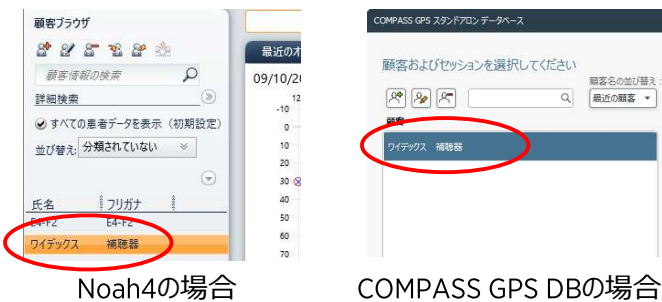 顧客ブラウザ
顧客情報の検索
詳細検索
すべての患者データを表示（初期設定）
並び替え: 分類されていない
氏名 フリガナ
E4-F2 E4-F2
ワイデックス 補聴器
最近のオ
09/10/20
12
-10
0
10
20
30
40
50
60
70
Noah4の場合
COMPASS GPS スタンドアロン データベース
顧客およびセッションを選択してください
顧客名の並び替え:
最近の顧客
顧客
ワイデックス 補聴器
COMPASS GPS DBの場合